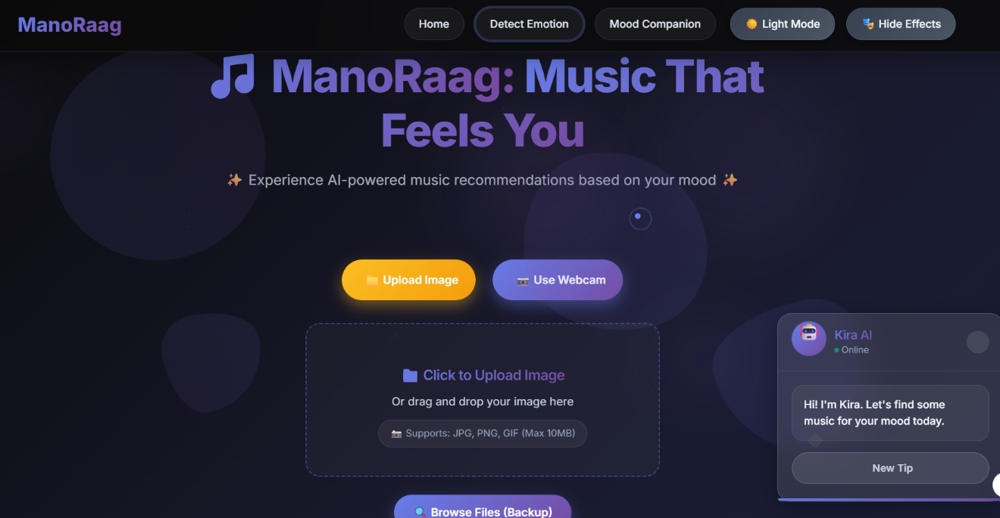 ManoRaag
Home
Detect Emotion
Mood Companion
Light Mode
Hide Effects
ManoRaag: Music That
Feels You
✨ Experience AI-powered music recommendations based on your mood ✨
Upload Image
Use Webcam
Click to Upload Image
Or drag and drop your image here
Supports: JPG, PNG, GIF (Max 10MB)
Browse Files (Backup)
Kira AI
Online
Hi! I'm Kira. Let's find some
music for your mood today.
New Tip